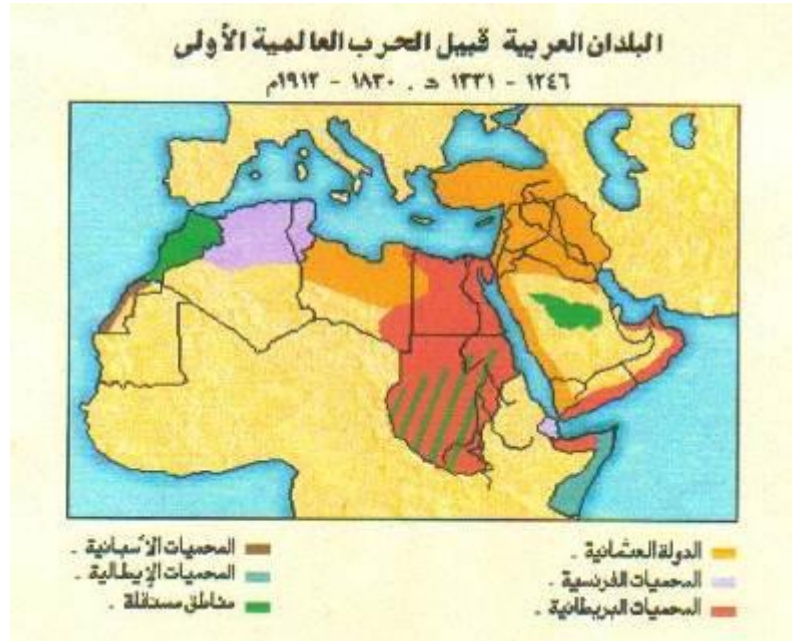 البلدان العربية قبيل الحرب العالمية الأولى
١٢٤٦ - ١٣٣١ هـ . ١٨٣٠ - ١٩١٢م
الدولة العثمانية .
المحميات الفرنسية .
المحميات البريطانية .
المحميات الأسبانية .
المحميات الإيطالية .
مناطق مستقلة .